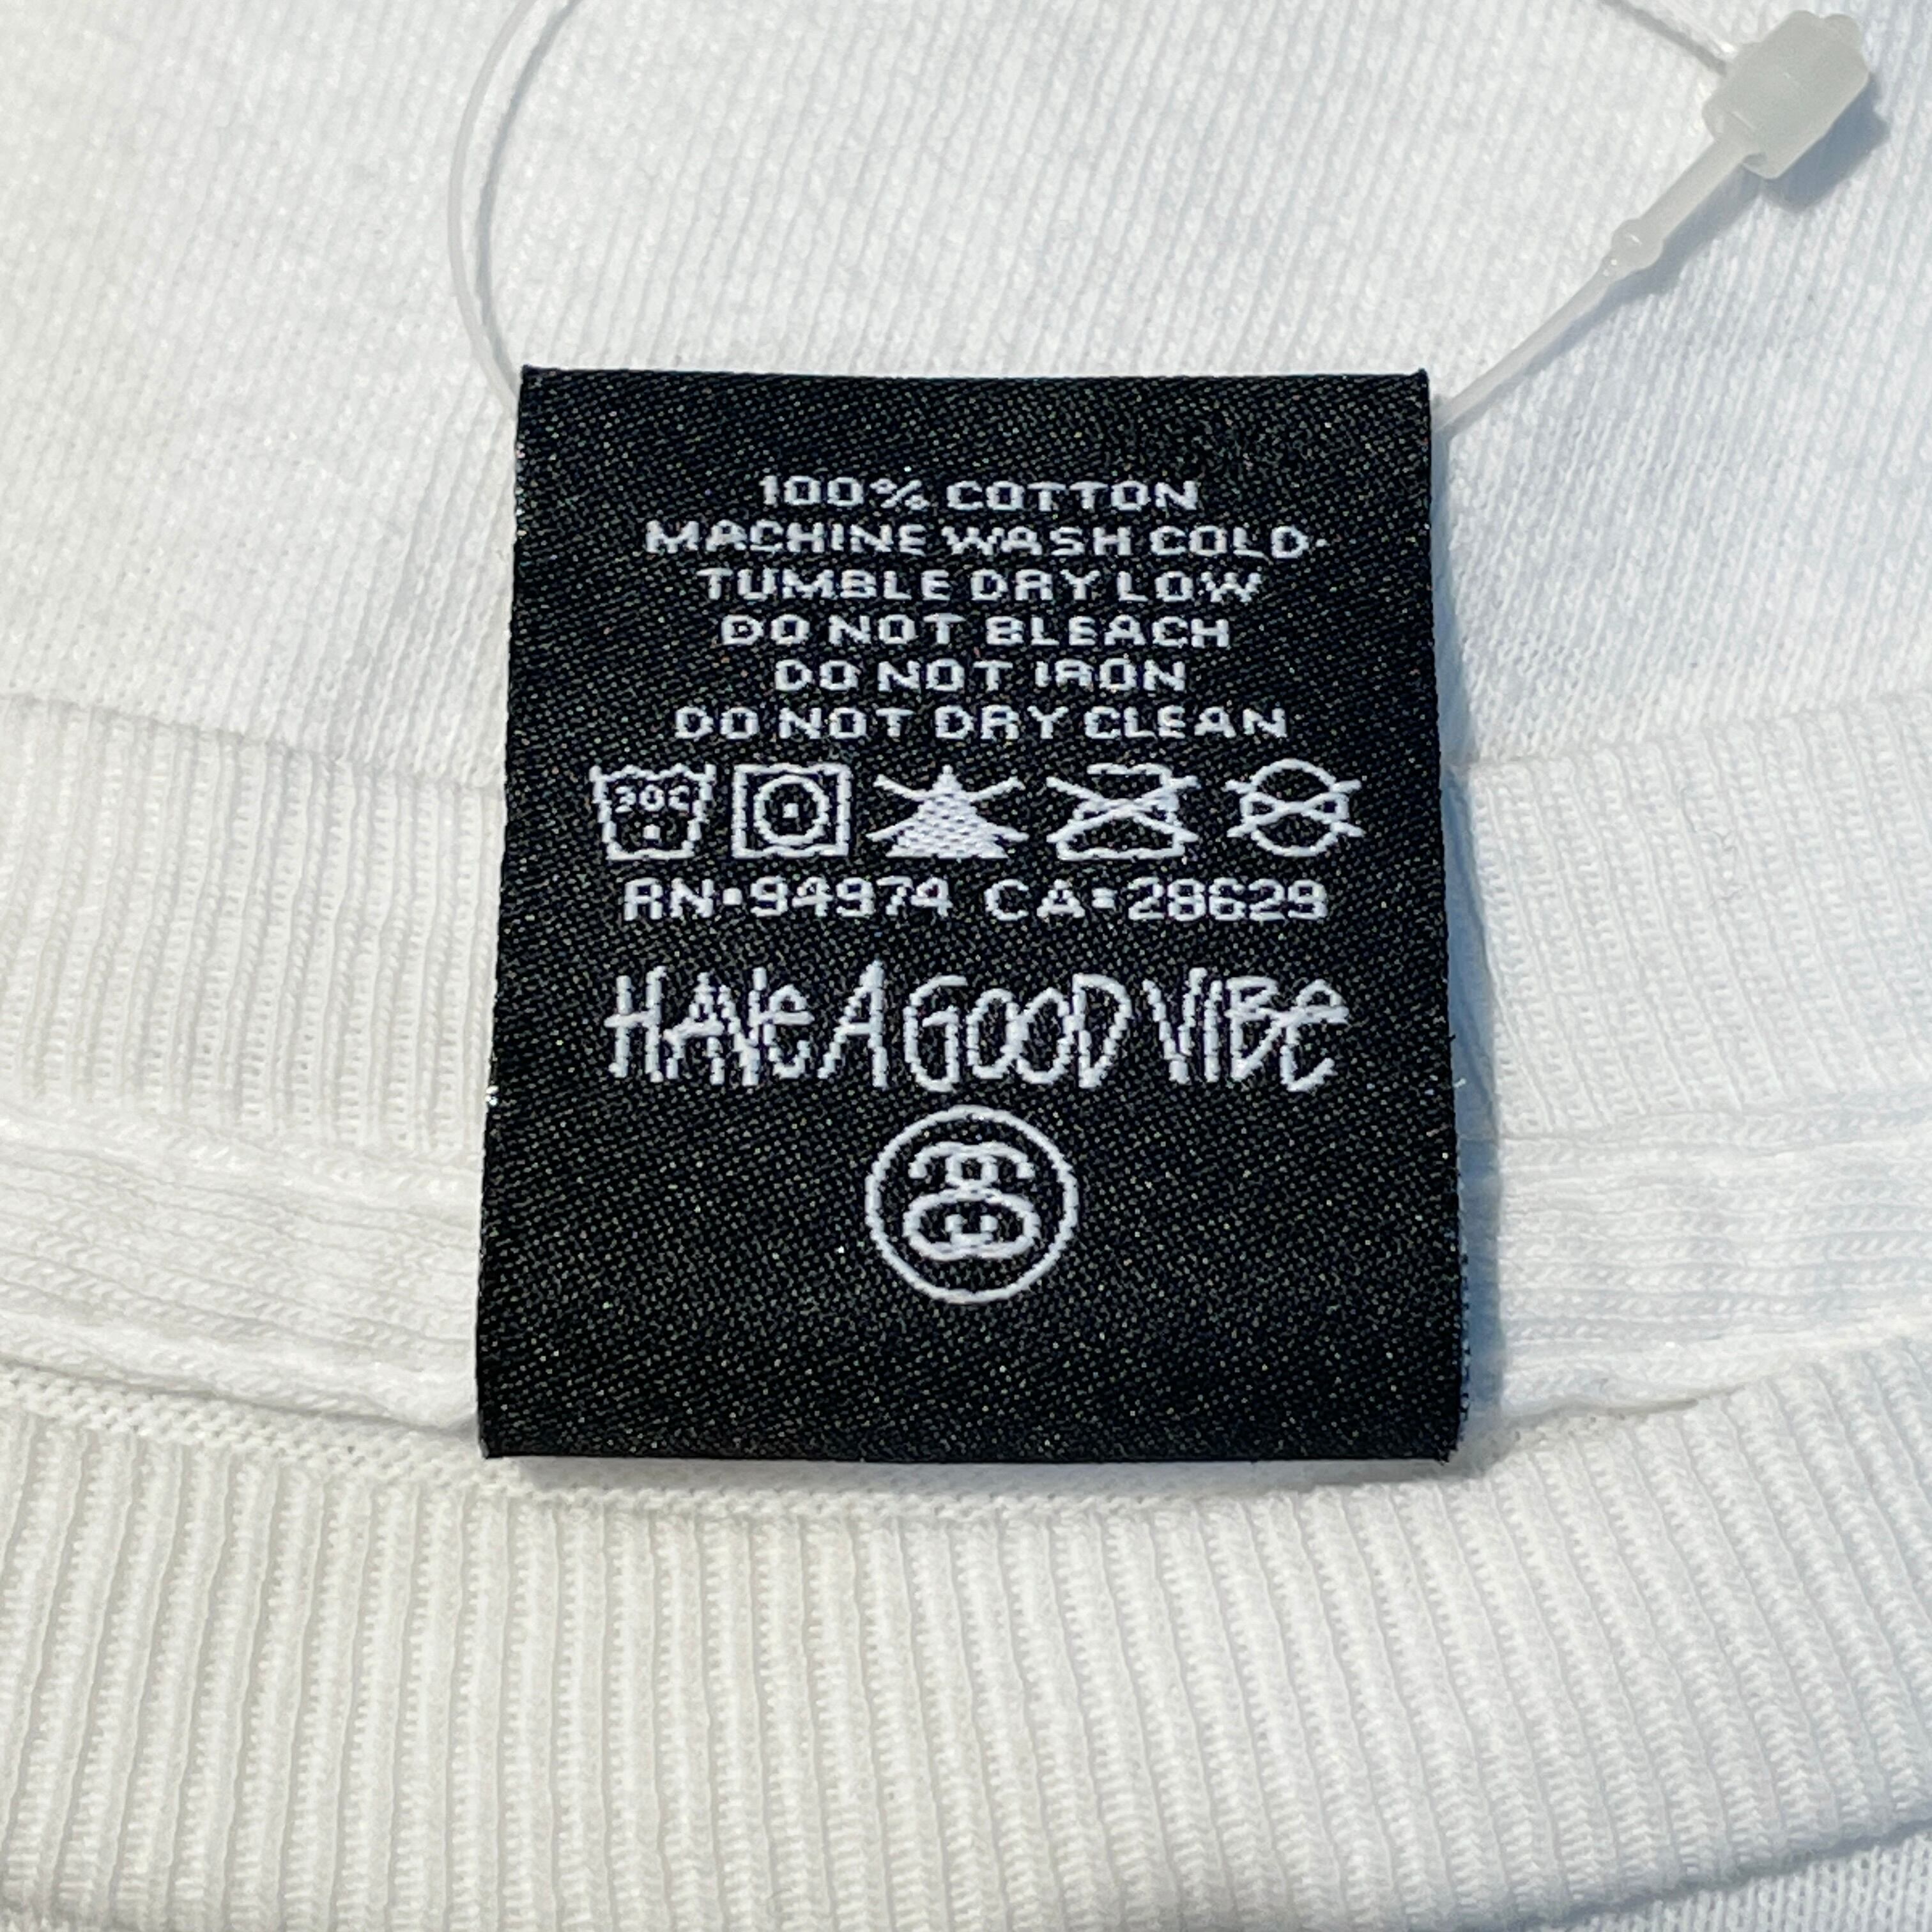 100% COTTON
MACHINE WASH COLD
TUMBLE DRY LOW
DO NOT BLEACH
DO NOT IRON
DO NOT DRY CLEAN
30C
RN•94974 CA•28629
HAVE A GOOD VIBE